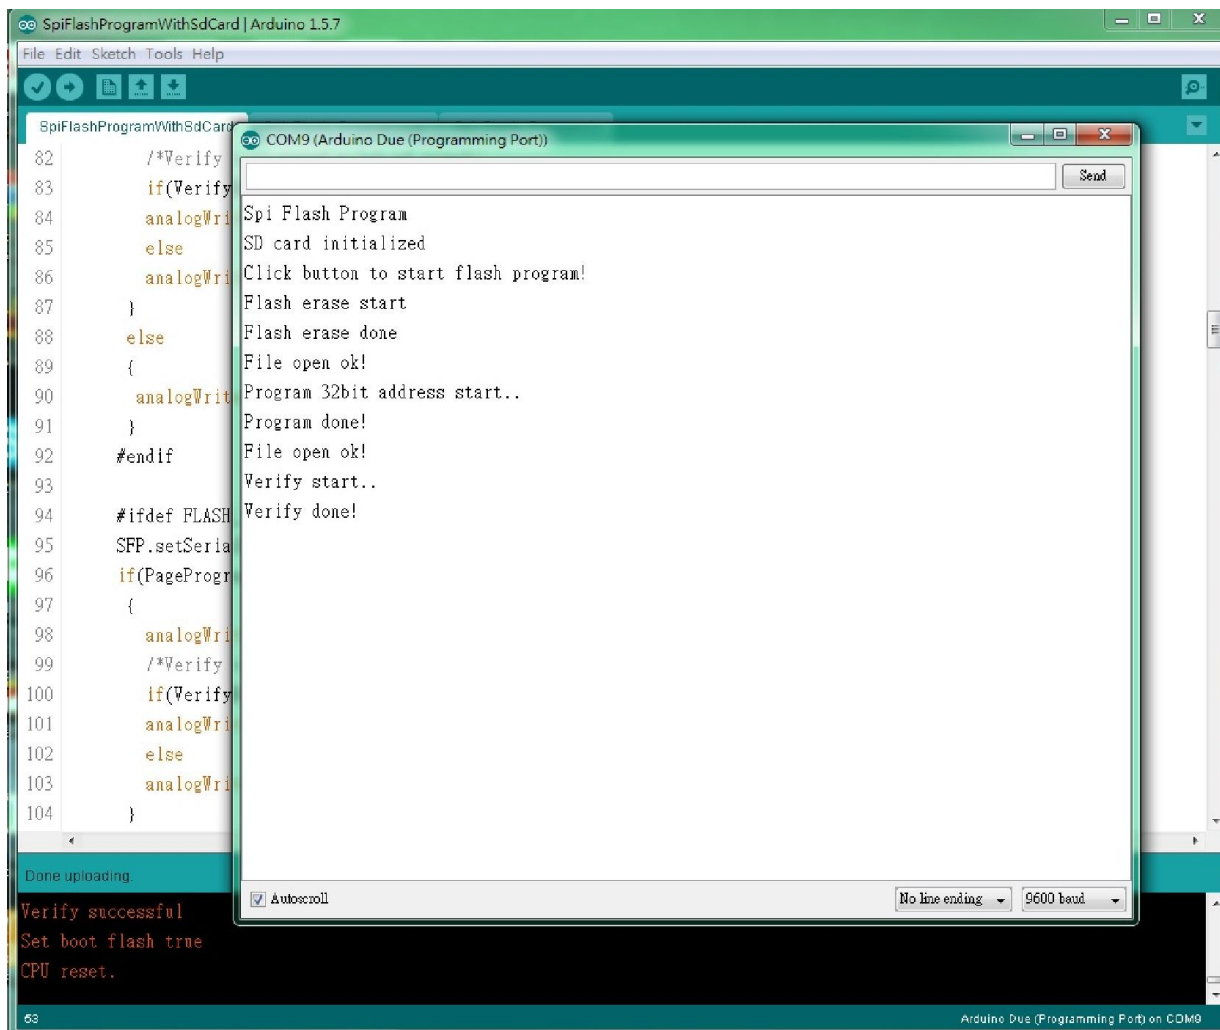 SpiFlashProgramWithSdCard | Arduino 1.5.7
File Edit Sketch Tools Help
SpiFlashProgramWithSdCard
82 /*Verify
83 if(Verify
84 analogWri
85 else
86 analogWri
87 }
88 else
89 {
90 analogWrit
91 }
92 #endif
93
94 #ifdef FLASH
95 SFP.setSeria
96 if(PageProgr
97 {
98 analogWri
99 /*Verify
100 if(Verify
101 analogWri
102 else
103 analogWri
104 }
COM9 (Arduino Due (Programming Port))
Send
Spi Flash Program
SD card initialized
Click button to start flash program!
Flash erase start
Flash erase done
File open ok!
Program 32bit address start..
Program done!
File open ok!
Verify start..
Verify done!
Autoscroll
No line ending
9600 baud
Done uploading.
Verify successful
Set boot flash true
CPU reset.
53
Arduino Due (Programming Port) on COM9